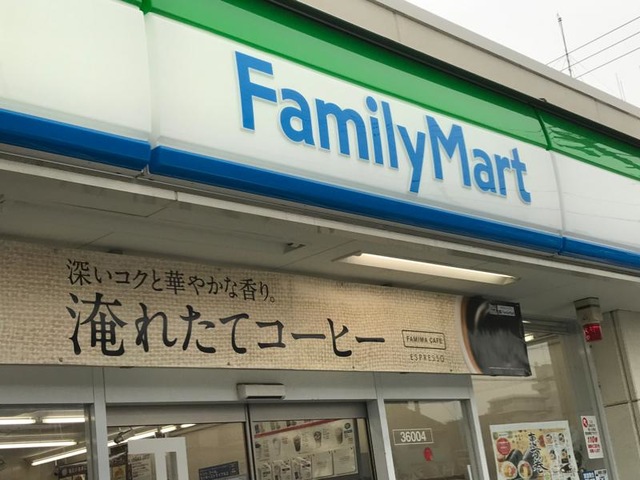 FamilyMart
深いコクと華やかな香り。
淹れたてコーヒー
FAMIMA CAFE
ESPRESSO
36004